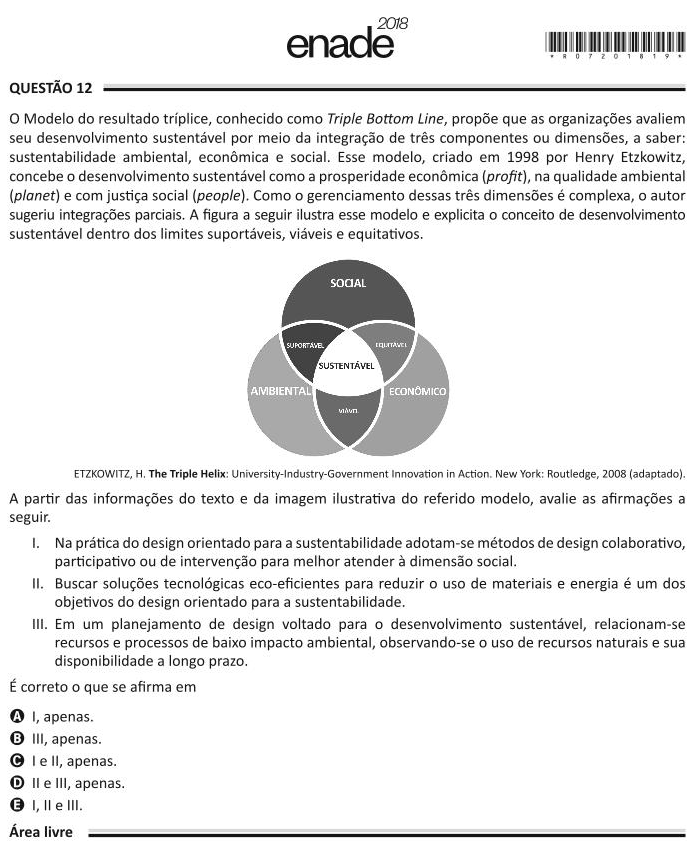 enade 2018
* R 0 7 2 0 1 8 1 9 *
QUESTÃO 12
O Modelo do resultado tríplice, conhecido como Triple Bottom Line, propõe que as organizações avaliem
seu desenvolvimento sustentável por meio da integração de três componentes ou dimensões, a saber:
sustentabilidade ambiental, econômica e social. Esse modelo, criado em 1998 por Henry Etzkowitz,
concebe o desenvolvimento sustentável como a prosperidade econômica (profit), na qualidade ambiental
(planet) e com justiça social (people). Como o gerenciamento dessas três dimensões é complexa, o autor
sugeriu integrações parciais. A figura a seguir ilustra esse modelo e explicita o conceito de desenvolvimento
sustentável dentro dos limites suportáveis, viáveis e equitativos.
SOCIAL
SUPORTÁVEL
EQUITÁVEL
SUSTENTÁVEL
AMBIENTAL
ECONÔMICO
VIÁVEL
ETZKOWITZ, H. The Triple Helix: University-Industry-Government Innovation in Action. New York: Routledge, 2008 (adaptado).
A partir das informações do texto e da imagem ilustrativa do referido modelo, avalie as afirmações a
seguir.
I. Na prática do design orientado para a sustentabilidade adotam-se métodos de design colaborativo,
participativo ou de intervenção para melhor atender à dimensão social.
II. Buscar soluções tecnológicas eco-eficientes para reduzir o uso de materiais e energia é um dos
objetivos do design orientado para a sustentabilidade.
III. Em um planejamento de design voltado para o desenvolvimento sustentável, relacionam-se
recursos e processos de baixo impacto ambiental, observando-se o uso de recursos naturais e sua
disponibilidade a longo prazo.
É correto o que se afirma em
A I, apenas.
B III, apenas.
C I e II, apenas.
D II e III, apenas.
E I, II e III.
Área livre